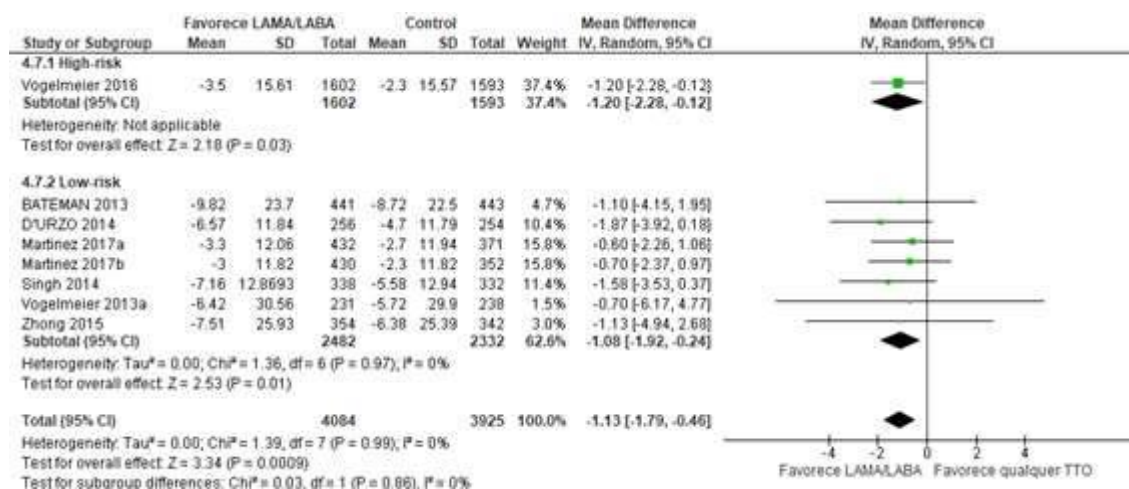 Favorece LAMA/LABA Control Mean Difference Mean Difference
Study or Subgroup Mean SD Total Mean SD Total Weight IV, Random, 95% CI IV, Random, 95% CI
4.7.1 High-risk
Vogelmeier 2016 -3.5 15.61 1602 -2.3 15.57 1593 37.4% -1.20 [-2.28, -0.12]
Subtotal (95% CI) 1602 1593 37.4% -1.20 [-2.28, -0.12]
Heterogeneity: Not applicable
Test for overall effect: Z = 2.18 (P = 0.03)
4.7.2 Low-risk
BATEMAN 2013 -9.82 23.7 441 -8.72 22.5 443 4.7% -1.10 [-4.15, 1.95]
D'URZO 2014 -6.57 11.84 256 -4.7 11.79 254 10.4% -1.87 [-3.92, 0.18]
Martinez 2017a -3.3 12.06 432 -2.7 11.94 371 15.8% -0.60 [-2.26, 1.06]
Martinez 2017b -3 11.82 430 -2.3 11.82 352 15.8% -0.70 [-2.37, 0.97]
Singh 2014 -7.16 12.8693 338 -5.58 12.94 332 11.4% -1.58 [-3.53, 0.37]
Vogelmeier 2013a -6.42 30.56 231 -5.72 29.9 238 1.5% -0.70 [-6.17, 4.77]
Zhong 2015 -7.51 25.93 354 -6.38 25.39 342 3.0% -1.13 [-4.94, 2.68]
Subtotal (95% CI) 2482 2332 62.6% -1.08 [-1.92, -0.24]
Heterogeneity: Tau² = 0.00; Chi² = 1.36, df = 6 (P = 0.97); I² = 0%
Test for overall effect: Z = 2.53 (P = 0.01)
Total (95% CI) 4084 3925 100.0% -1.13 [-1.79, -0.46]
Heterogeneity: Tau² = 0.00; Chi² = 1.39, df = 7 (P = 0.99); I² = 0%
Test for overall effect: Z = 3.34 (P = 0.0009)
Test for subgroup differences: Chi² = 0.03, df = 1 (P = 0.86), I² = 0%
-4 -2 0 2 4
Favorece LAMA/LABA Favorece qualquer TTO